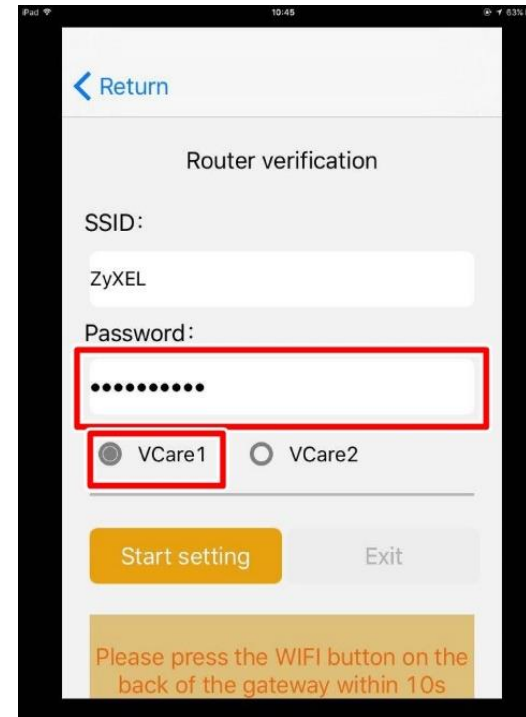 iPad 10:45 63%
Return
Router verification
SSID:
ZyXEL
Password:
••••••••••
VCare1 VCare2
Start setting Exit
Please press the WIFI button on the
back of the gateway within 10s